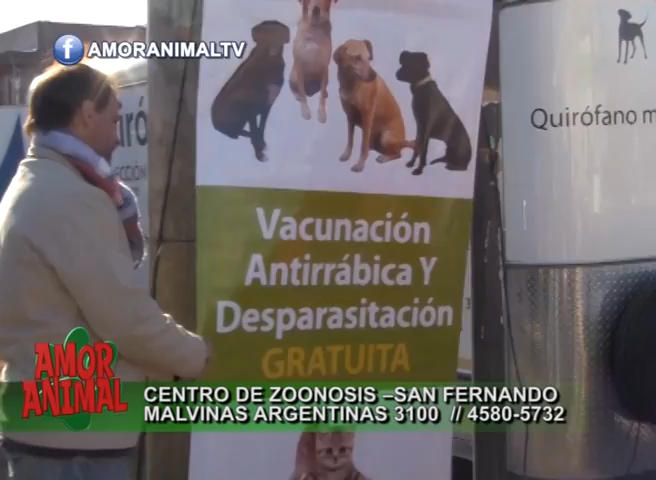 AMORANIMALTV
Quirófano m
Vacunación
Antirrábica Y
Desparasitación
GRATUITA
AMOR
ANIMAL
CENTRO DE ZOONOSIS –SAN FERNANDO
MALVINAS ARGENTINAS 3100 // 4580-5732